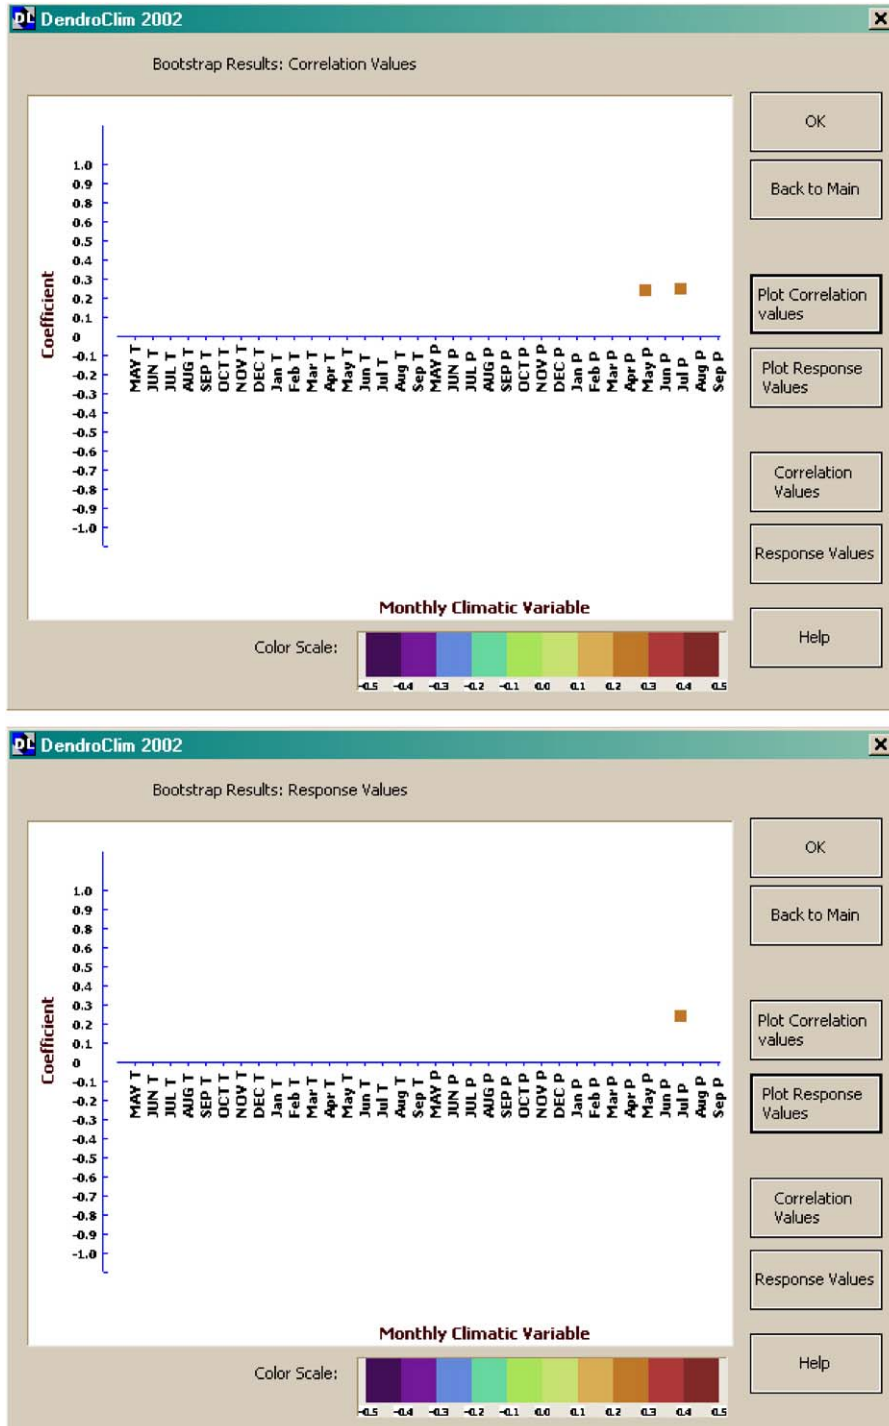 DL DendroClim 2002
Bootstrap Results: Correlation Values
OK
Back to Main
Plot Correlation
values
Plot Response
Values
Correlation
Values
Response Values
Help
Coefficient
1.0
0.9
0.8
0.7
0.6
0.5
0.4
0.3
0.2
0.1
0
-0.1
-0.2
-0.3
-0.4
-0.5
-0.6
-0.7
-0.8
-0.9
-1.0
MAY T
JUN T
JUL T
AUG T
SEP T
OCT T
NOV T
DEC T
Jan T
Feb T
Mar T
Apr T
May T
Jun T
Jul T
Aug T
Sep T
MAY P
JUN P
JUL P
AUG P
SEP P
OCT P
NOV P
DEC P
Jan P
Feb P
Mar P
Apr P
May P
Jun P
Jul P
Aug P
Sep P
Monthly Climatic Variable
Color Scale:
-0.5 -0.4 -0.3 -0.2 -0.1 0.0 0.1 0.2 0.3 0.4 0.5
DL DendroClim 2002
Bootstrap Results: Response Values
OK
Back to Main
Plot Correlation
values
Plot Response
Values
Correlation
Values
Response Values
Help
Coefficient
1.0
0.9
0.8
0.7
0.6
0.5
0.4
0.3
0.2
0.1
0
-0.1
-0.2
-0.3
-0.4
-0.5
-0.6
-0.7
-0.8
-0.9
-1.0
MAY T
JUN T
JUL T
AUG T
SEP T
OCT T
NOV T
DEC T
Jan T
Feb T
Mar T
Apr T
May T
Jun T
Jul T
Aug T
Sep T
MAY P
JUN P
JUL P
AUG P
SEP P
OCT P
NOV P
DEC P
Jan P
Feb P
Mar P
Apr P
May P
Jun P
Jul P
Aug P
Sep P
Monthly Climatic Variable
Color Scale:
-0.5 -0.4 -0.3 -0.2 -0.1 0.0 0.1 0.2 0.3 0.4 0.5